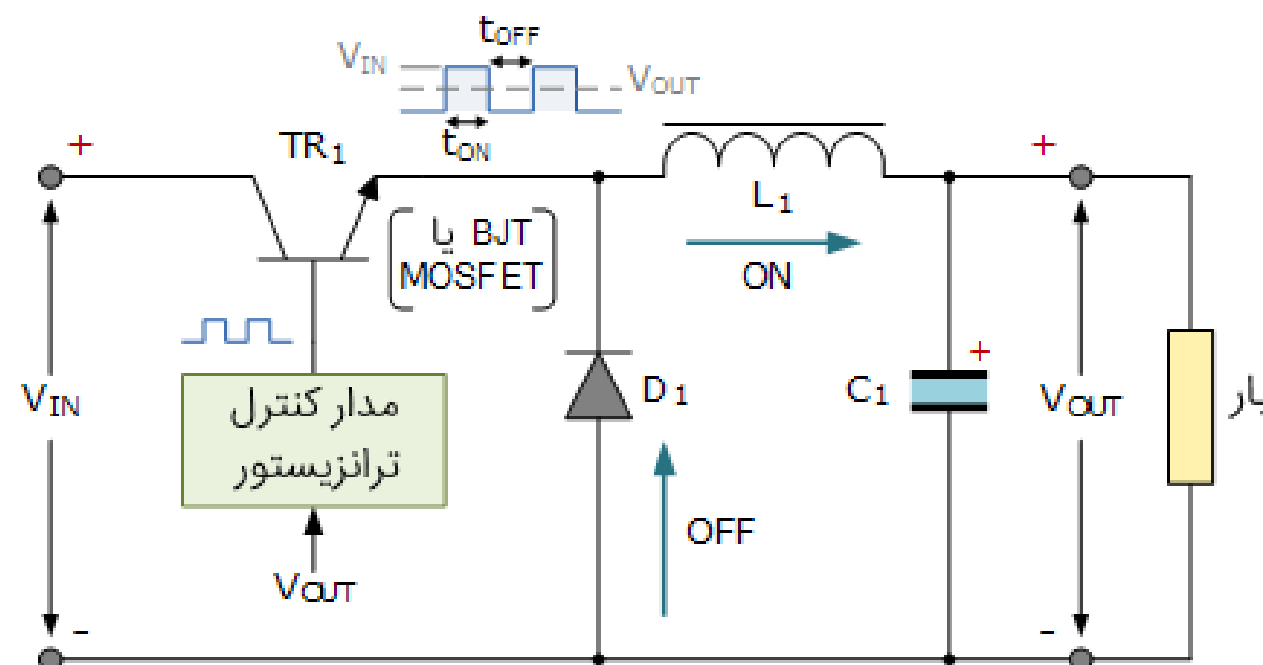 tOFF
VIN
VOUT
tON
+
TR1
+
L1
BJT یا
MOSFET
ON
+
VIN
مدار کنترل
ترانزیستور
D1
C1
VOUT
بار
OFF
VOUT
-
-